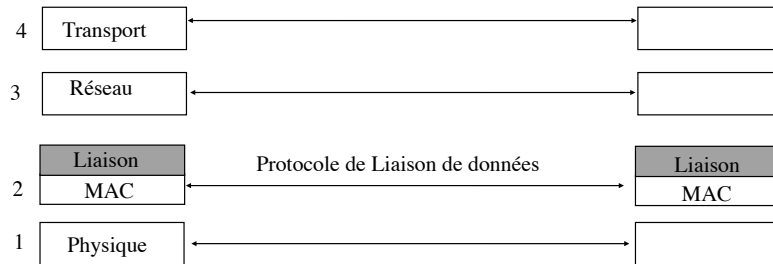 4 Transport
3 Réseau
Liaison Protocole de Liaison de données Liaison
2 MAC MAC
1 Physique